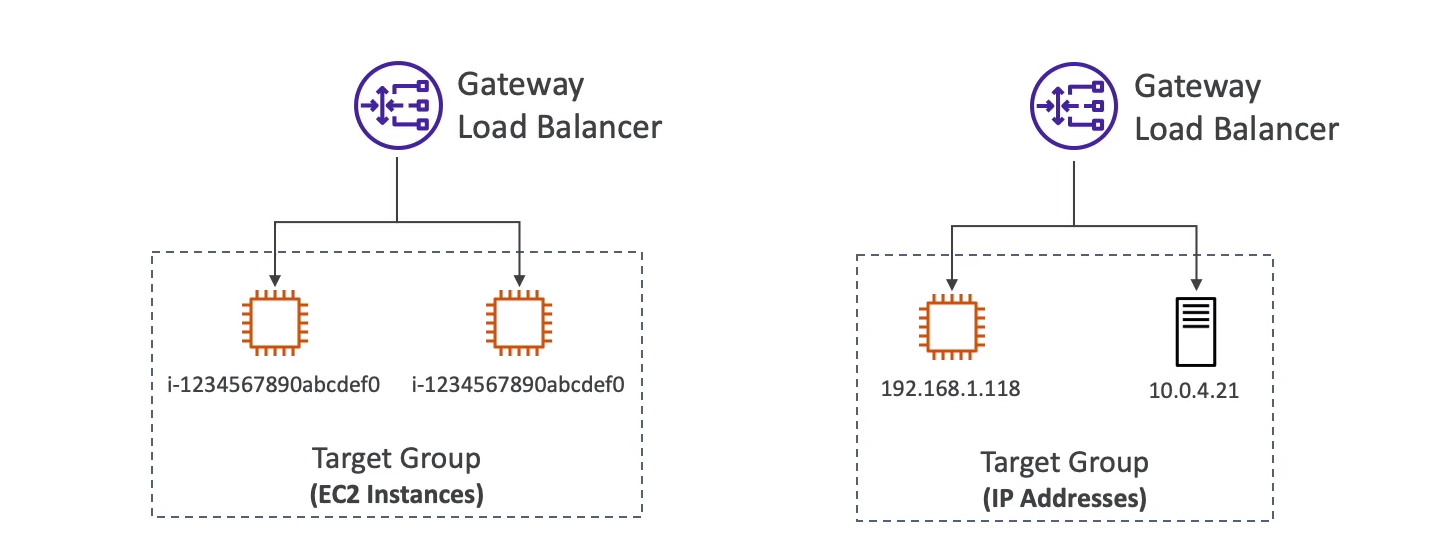 Gateway
Load Balancer
i-1234567890abcdef0
i-1234567890abcdef0
Target Group
(EC2 Instances)
Gateway
Load Balancer
192.168.1.118
10.0.4.21
Target Group
(IP Addresses)